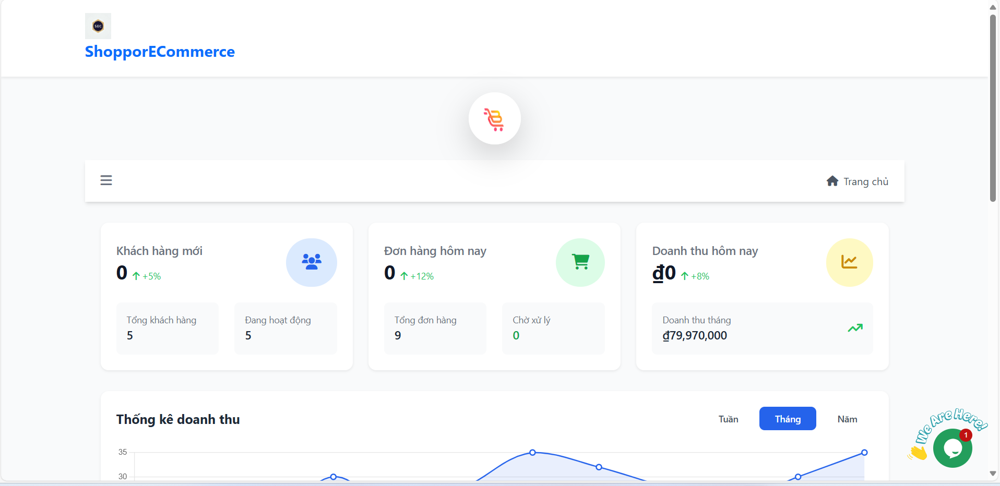 SEC
ShopporECommerce
Trang chủ
Khách hàng mới
0 +5%
Tổng khách hàng
5
Đang hoạt động
5
Đơn hàng hôm nay
0 +12%
Tổng đơn hàng
9
Chờ xử lý
0
Doanh thu hôm nay
₫0 +8%
Doanh thu tháng
₫79,970,000
Thống kê doanh thu
Tuần Tháng Năm
35
30
We Are Here!
1